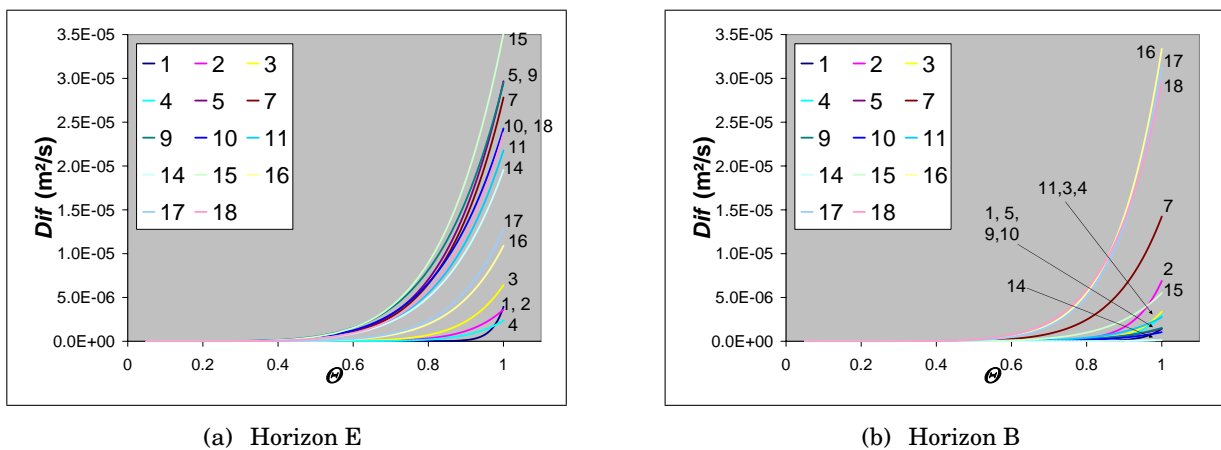 3.5E-05
3.0E-05
2.5E-05
2.0E-05
1.5E-05
1.0E-05
5.0E-06
0.0E+00
Dif (m²/s)
1 2 3
4 5 7
9 10 11
14 15 16
17 18
15
5, 9
7
10, 18
11
14
17
16
3
1, 2
4
0 0.2 0.4 0.6 0.8 1
Θ
(a) Horizon E
3.5E-05
3.0E-05
2.5E-05
2.0E-05
1.5E-05
1.0E-05
5.0E-06
0.0E+00
Dif (m²/s)
1 2 3
4 5 7
9 10 11
14 15 16
17 18
16
17
18
11,3,4
1, 5,
9,10
7
2
14
15
0 0.2 0.4 0.6 0.8 1
Θ
(b) Horizon B